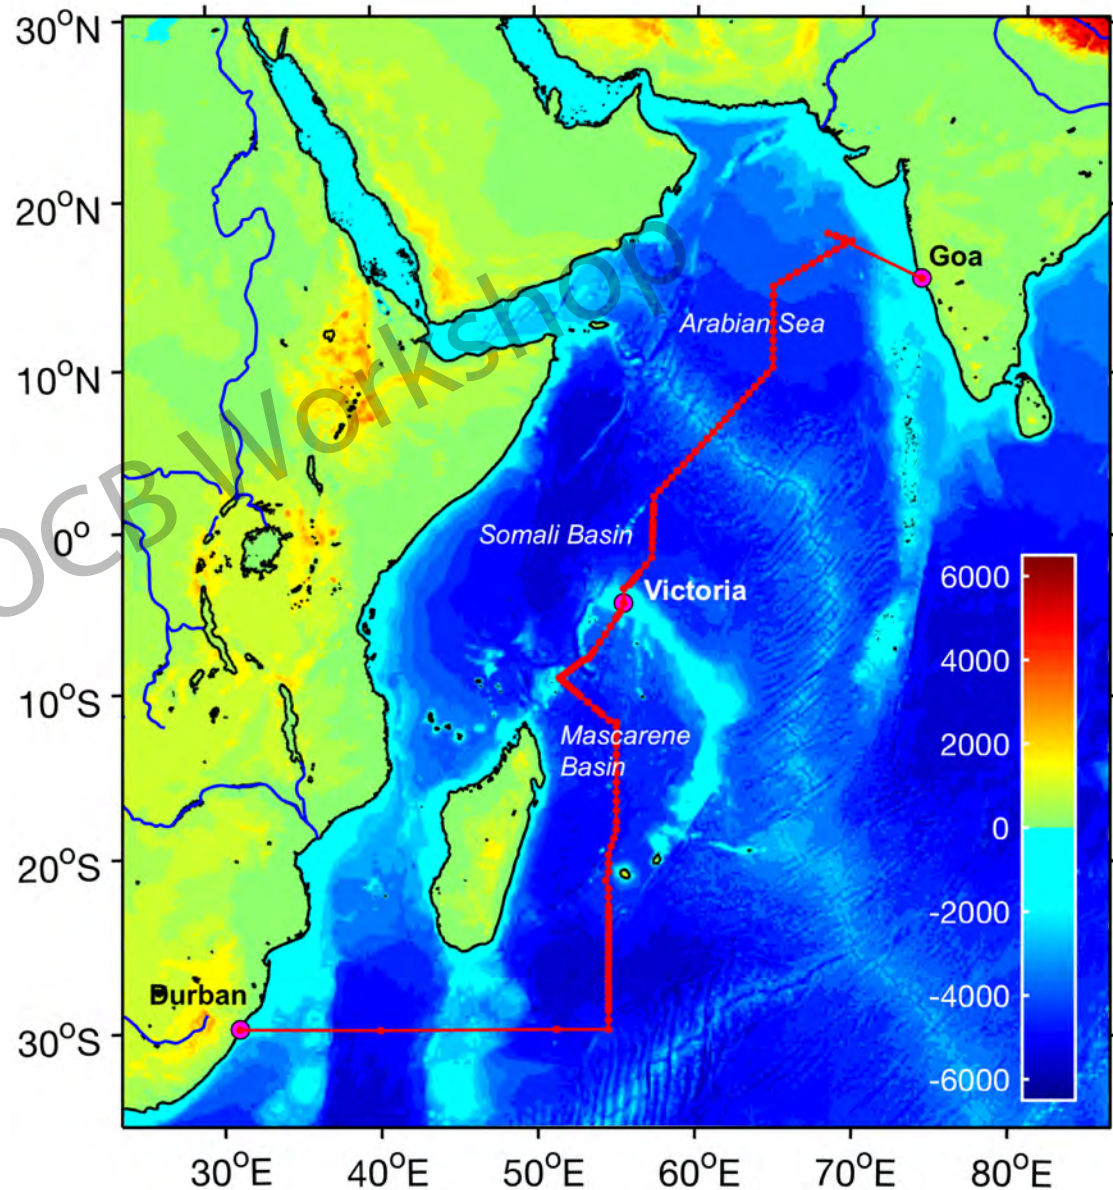 30°N
20°N
10°N
0°
10°S
20°S
30°S
Goa
Arabian Sea
Somali Basin
Victoria
Mascarene
Basin
Durban
6000
4000
2000
0
-2000
-4000
-6000
30°E
40°E
50°E
60°E
70°E
80°E
OCB Workshop